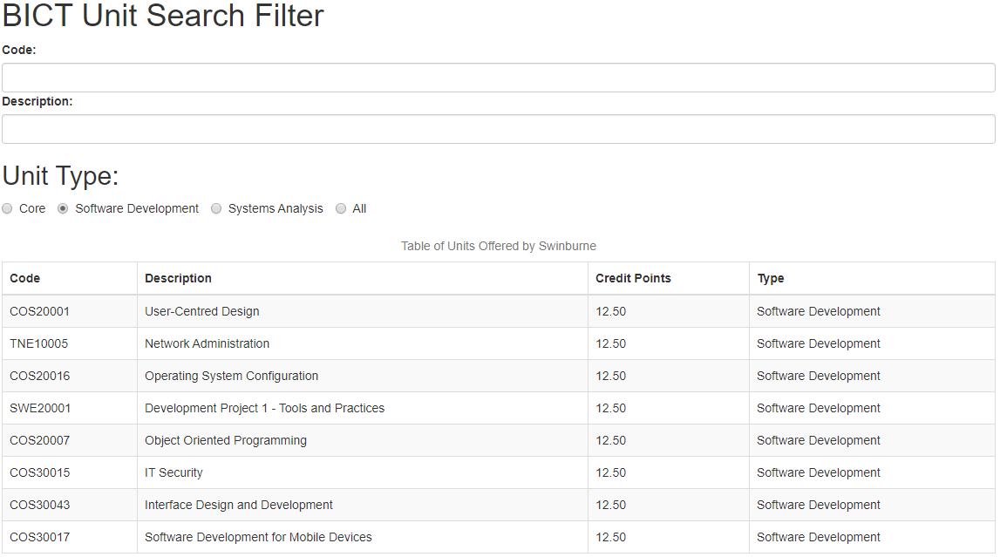 BICT Unit Search Filter
Code:
Description:
Unit Type:
Core Software Development Systems Analysis All
Table of Units Offered by Swinburne
Code Description Credit Points Type
COS20001 User-Centred Design 12.50 Software Development
TNE10005 Network Administration 12.50 Software Development
COS20016 Operating System Configuration 12.50 Software Development
SWE20001 Development Project 1 - Tools and Practices 12.50 Software Development
COS20007 Object Oriented Programming 12.50 Software Development
COS30015 IT Security 12.50 Software Development
COS30043 Interface Design and Development 12.50 Software Development
COS30017 Software Development for Mobile Devices 12.50 Software Development